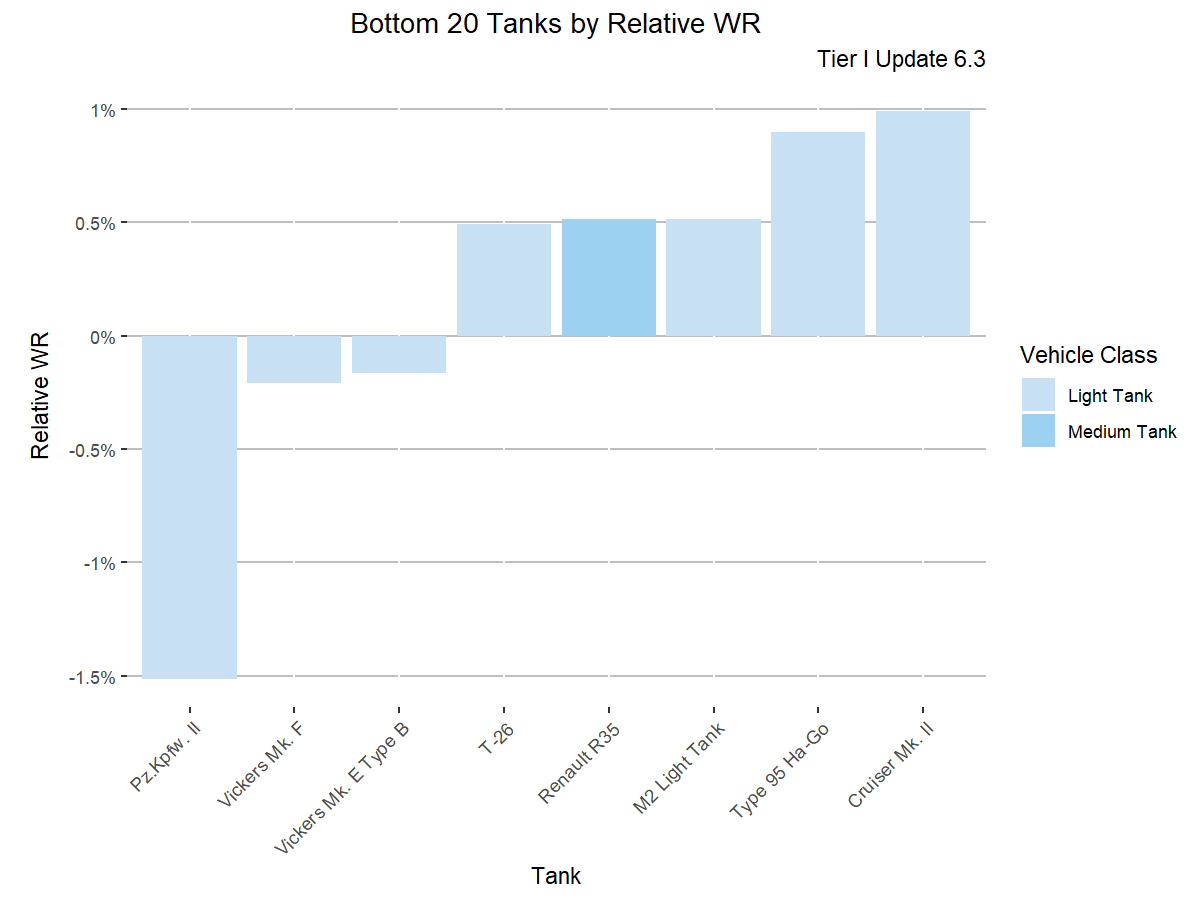 Bottom 20 Tanks by Relative WR
Tier I Update 6.3
1%
0.5%
0%
-0.5%
-1%
-1.5%
Relative WR
Pz.Kpfw. II
Vickers Mk. F
Vickers Mk. E Type B
T-26
Renault R35
M2 Light Tank
Type 95 Ha-Go
Cruiser Mk. II
Tank
Vehicle Class
Light Tank
Medium Tank